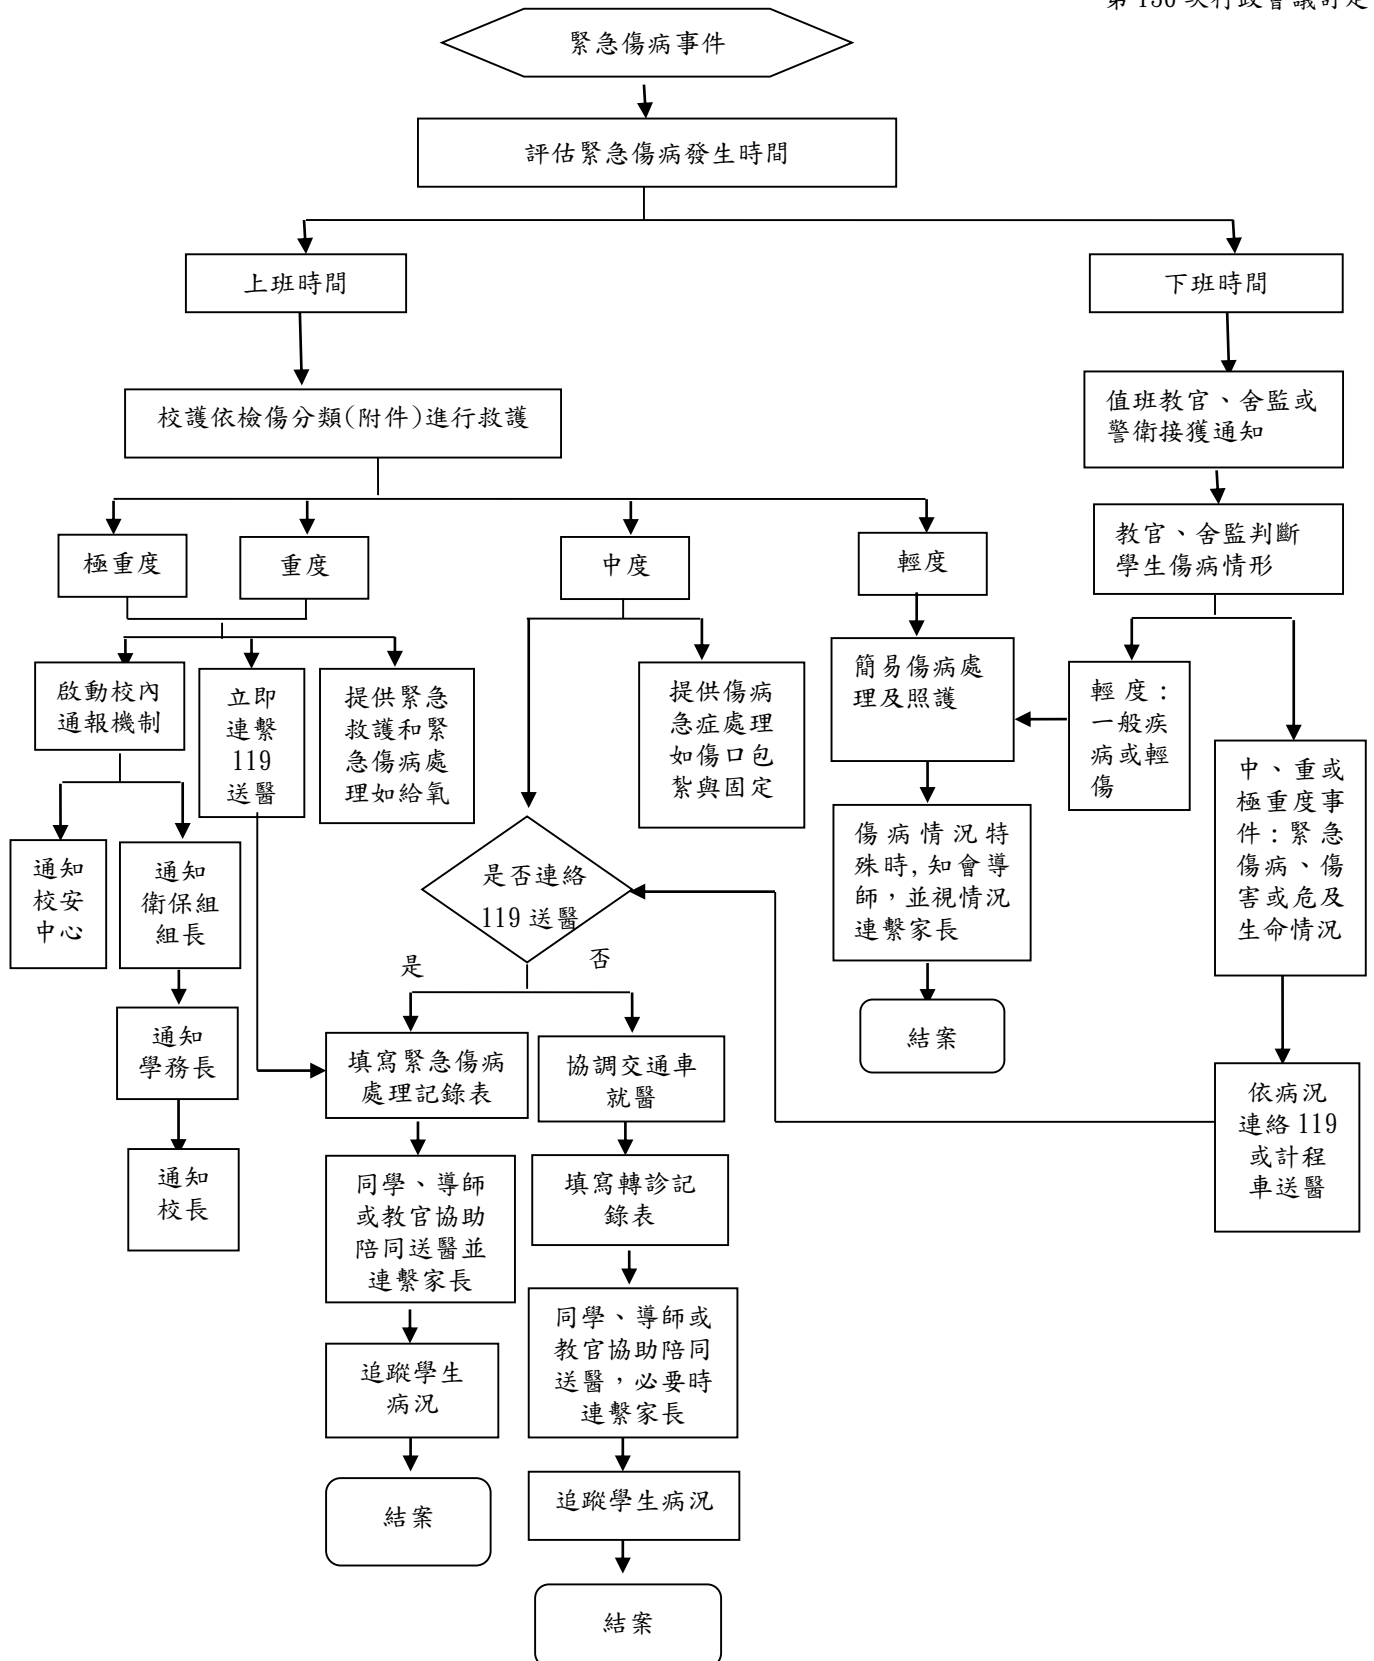 第 150 次行政會議訂定
緊急傷病事件
評估緊急傷病發生時間
上班時間
下班時間
校護依檢傷分類(附件)進行救護
值班教官、舍監或
警衛接獲通知
教官、舍監判斷
學生傷病情形
極重度
重度
中度
輕度
啟動校內
通報機制
立即
連繫
119
送醫
提供緊急
救護和緊
急傷病處
理如給氧
提供傷病
急症處理
如傷口包
紮與固定
簡易傷病處
理及照護
輕度:
一般疾
病或輕
傷
中、重或
極重度事
件:緊急
傷病、傷
害或危及
生命情況
通知
校安
中心
通知
衛保組
組長
是否連絡
119 送醫
傷病情況特
殊時,知會導
師，並視情況
連繫家長
是
否
結案
通知
學務長
填寫緊急傷病
處理記錄表
協調交通車
就醫
依病況
連絡 119
或計程
車送醫
通知
校長
同學、導師
或教官協助
陪同送醫並
連繫家長
填寫轉診記
錄表
追蹤學生
病況
同學、導師或
教官協助陪同
送醫，必要時
連繫家長
結案
追蹤學生病況
結案